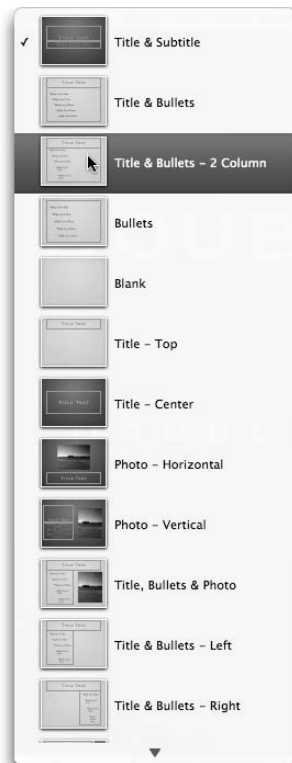 ✓ Title & Subtitle
Title & Bullets
Title & Bullets – 2 Column
Bullets
Blank
Title – Top
Title – Center
Photo – Horizontal
Photo – Vertical
Title, Bullets & Photo
Title & Bullets – Left
Title & Bullets – Right